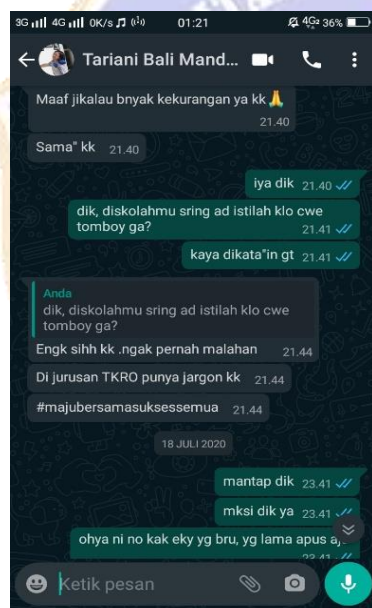 3G 4G 0K/s 01:21 4G 36%
Tariani Bali Mand...
Maaf jikalau bnyak kekurangan ya kk🙏
21.40
Sama" kk 21.40
iya dik 21.40
dik, diskolahmu sring ad istilah klo cwe
tomboy ga? 21.41
kaya dikata"in gt 21.41
Anda
dik, diskolahmu sring ad istilah klo cwe
tomboy ga?
Engk sihh kk .ngak pernah malahan 21.44
Di jurusan TKRO punya jargon kk 21.44
#majubersamasuksessemua 21.44
18 JULI 2020
mantap dik 23.41
mksi dik ya 23.41
ohya ni no kak eky yg bru, yg lama apus
23.41
Ketik pesan